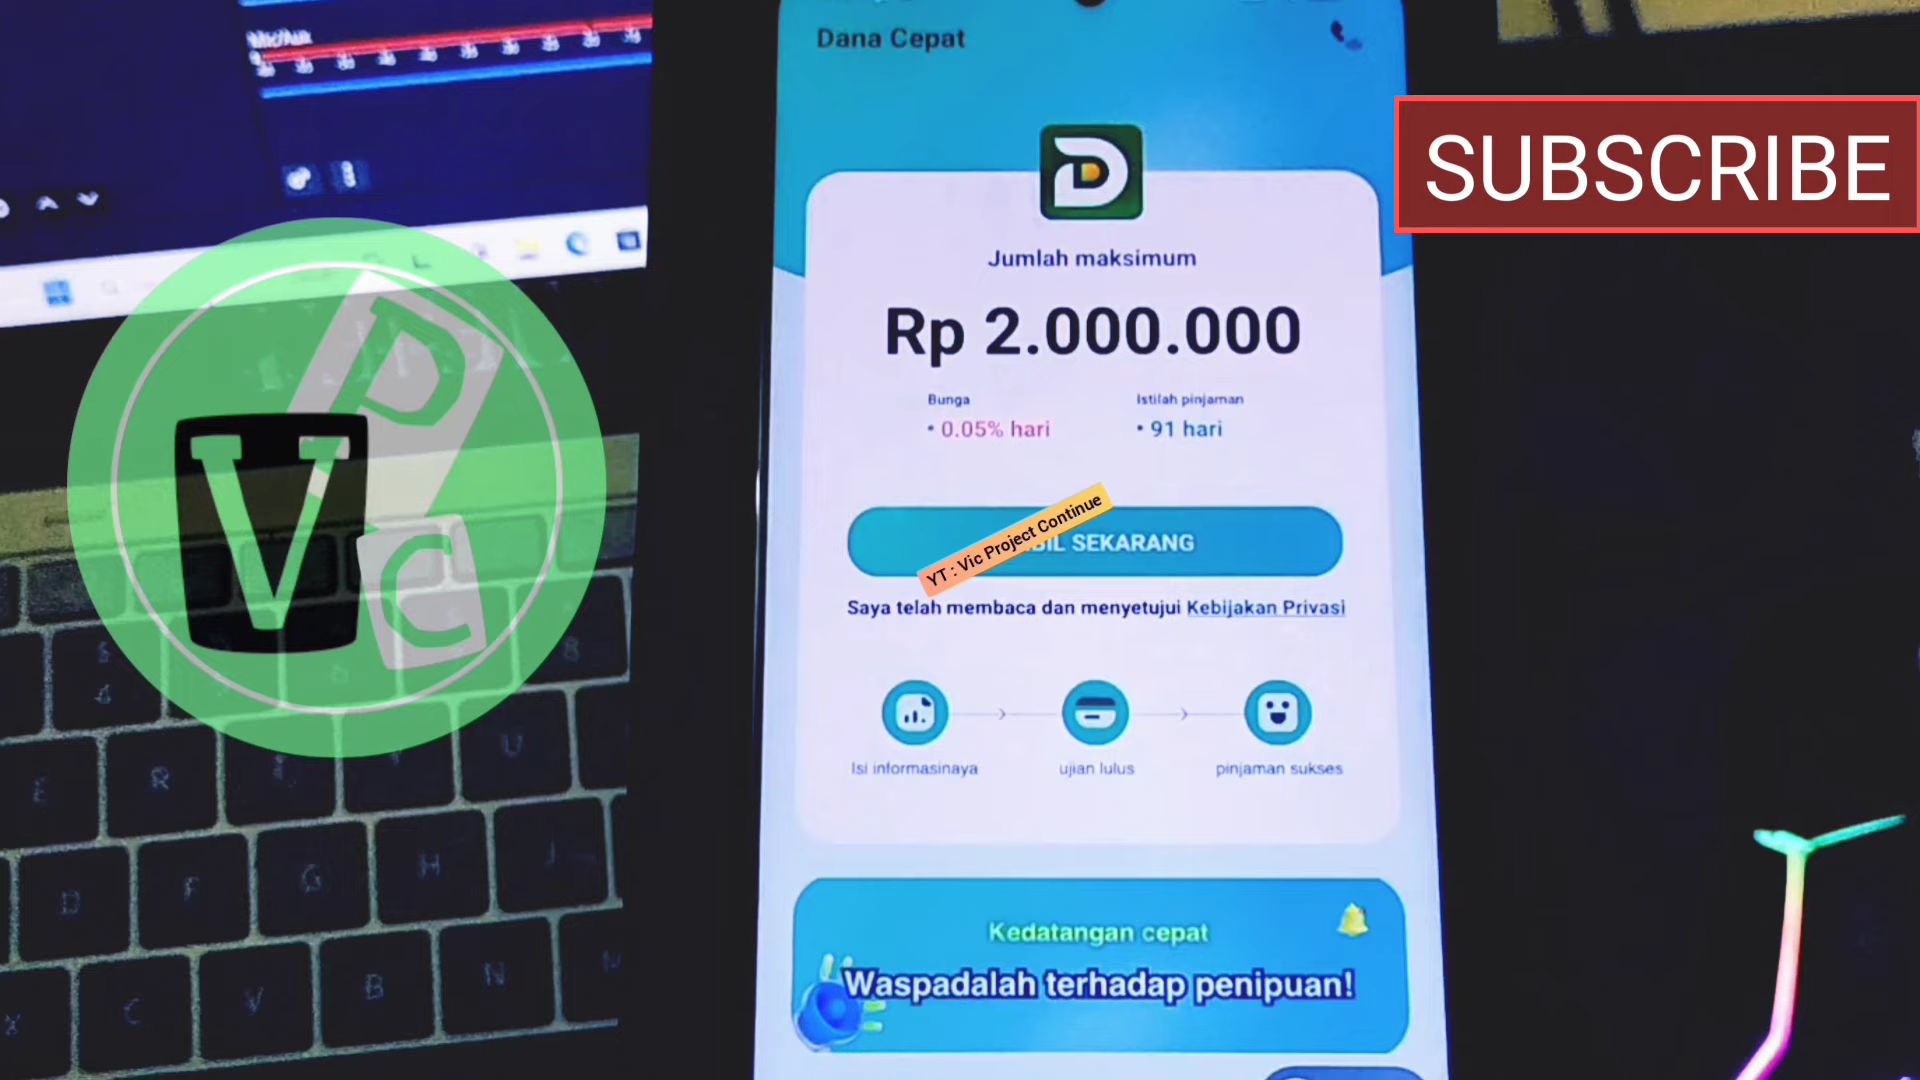 Mic/Aux
Dana Cepat
SUBSCRIBE
Jumlah maksimum
Rp 2.000.000
Bunga
Istilah pinjaman
• 0.05% hari
• 91 hari
YT : Vic Project Continue
SEKARANG
Saya telah membaca dan menyetujui Kebijakan Privasi
Isi informasinaya
ujian lulus
pinjaman sukses
Kedatangan cepat
Waspadalah terhadap penipuan!
V P C
E R U
D F G H J
X C V B N M